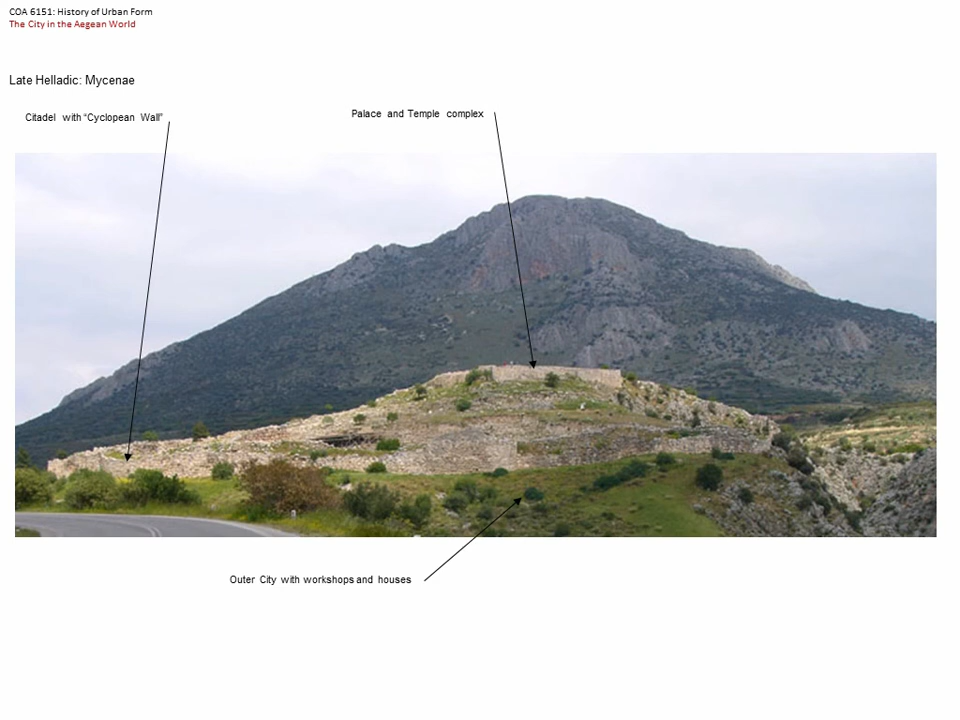 COA 6151: History of Urban Form
The City in the Aegean World
Late Helladic: Mycenae
Citadel with “Cyclopean Wall”
Palace and Temple complex
Outer City with workshops and houses